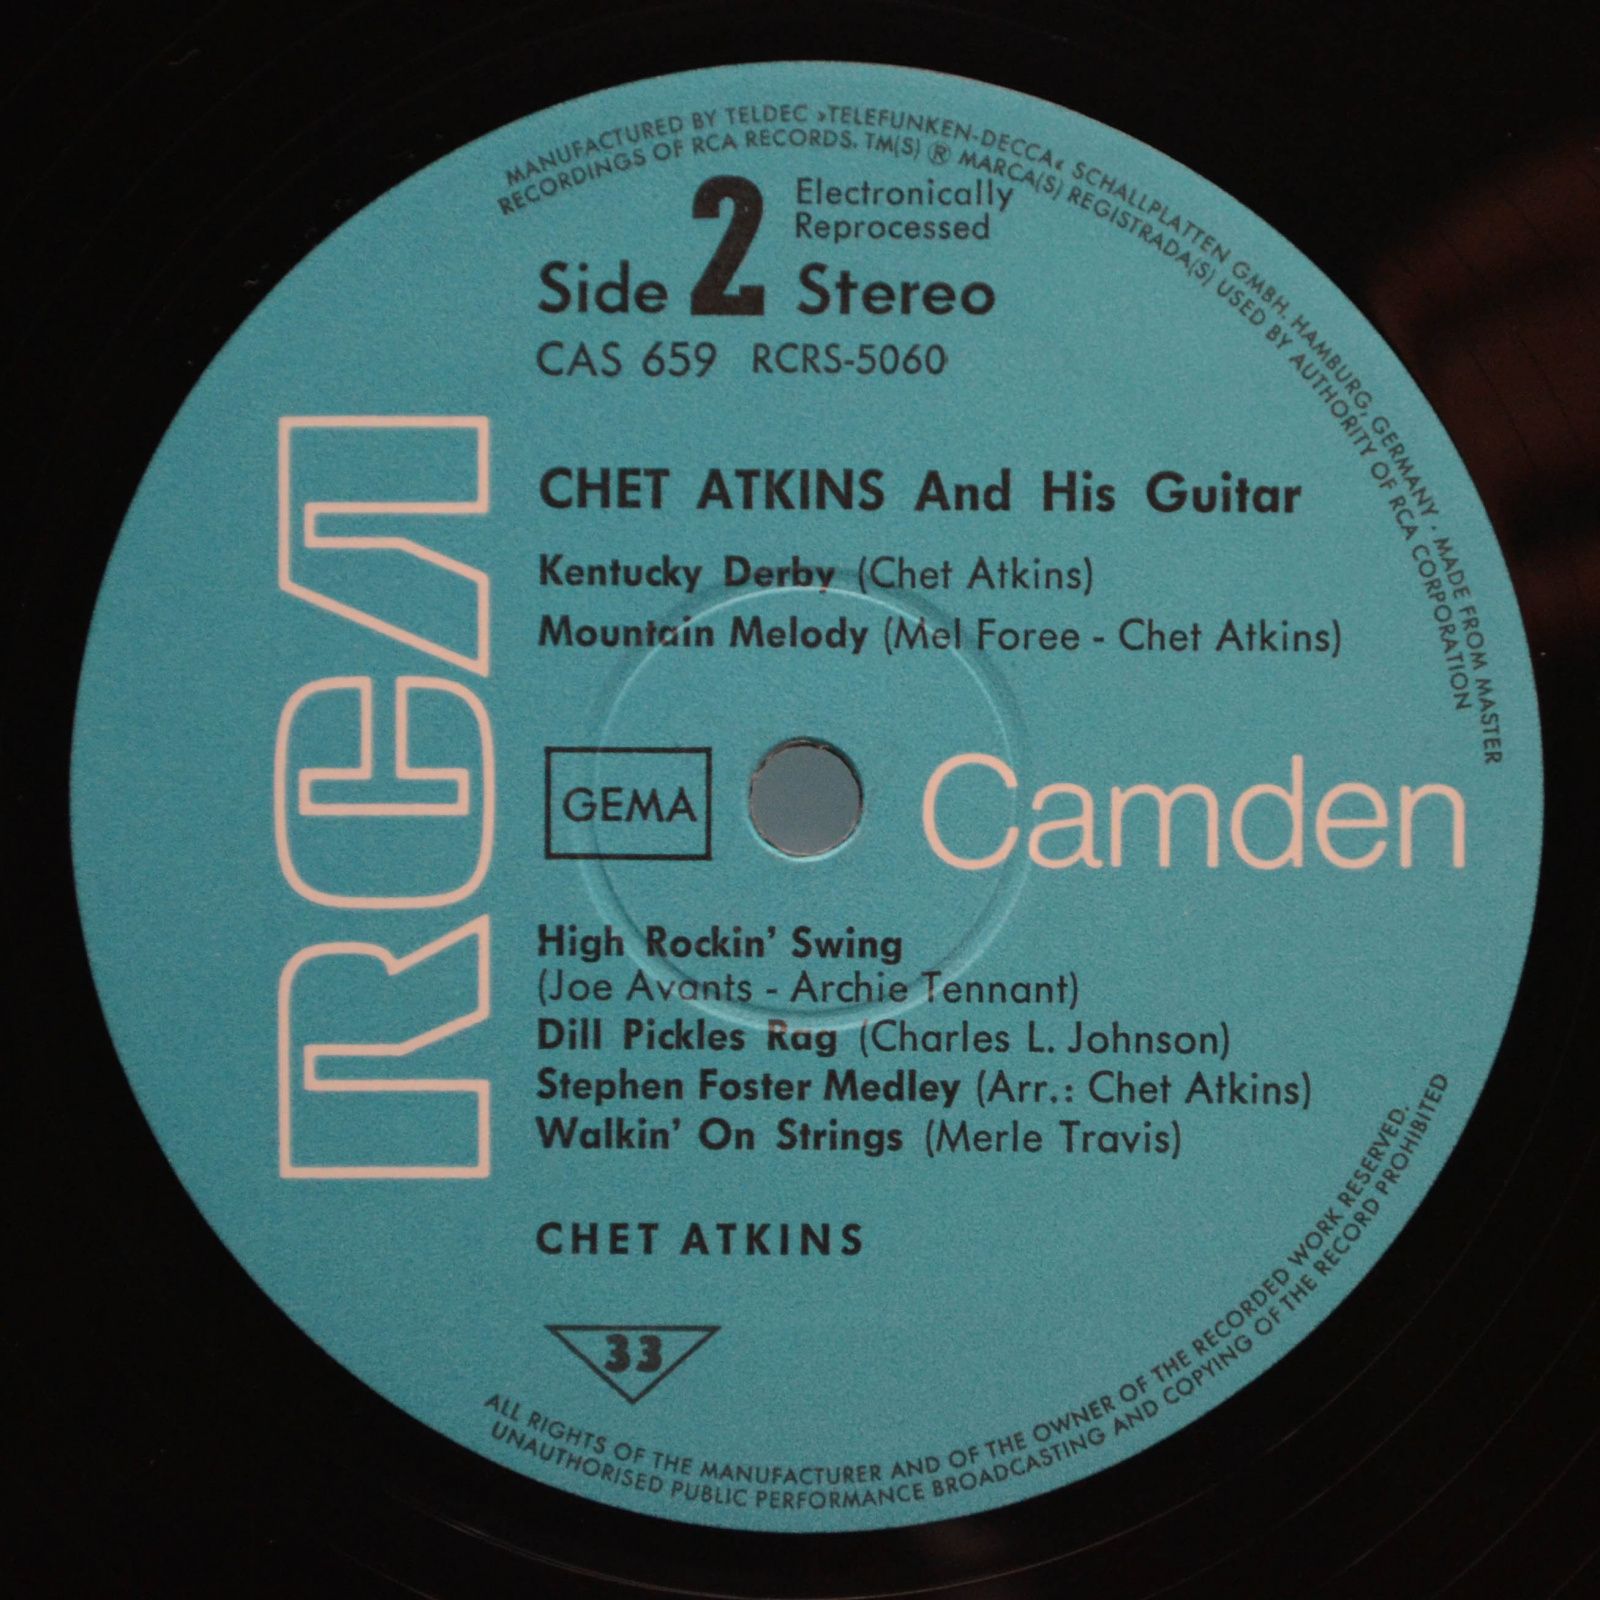 MANUFACTURED BY TELDEC »TELEFUNKEN-DECCA« SCHALLPLATTEN GMBH. HAMBURG, GERMANY · MADE FROM MASTER
RECORDINGS OF RCA RECORDS. TM(S) ® MARCA(S) REGISTRADA(S) USED BY AUTHORITY OF RCA CORPORATION
Electronically
Reprocessed
Side 2 Stereo
CAS 659 RCRS-5060
RCA
CHET ATKINS And His Guitar
Kentucky Derby (Chet Atkins)
Mountain Melody (Mel Foree - Chet Atkins)
GEMA
Camden
High Rockin' Swing
(Joe Avants - Archie Tennant)
Dill Pickles Rag (Charles L. Johnson)
Stephen Foster Medley (Arr.: Chet Atkins)
Walkin' On Strings (Merle Travis)
CHET ATKINS
33
ALL RIGHTS OF THE MANUFACTURER AND OF THE OWNER OF THE RECORDED WORK RESERVED.
UNAUTHORISED PUBLIC PERFORMANCE BROADCASTING AND COPYING OF THE RECORD PROHIBITED